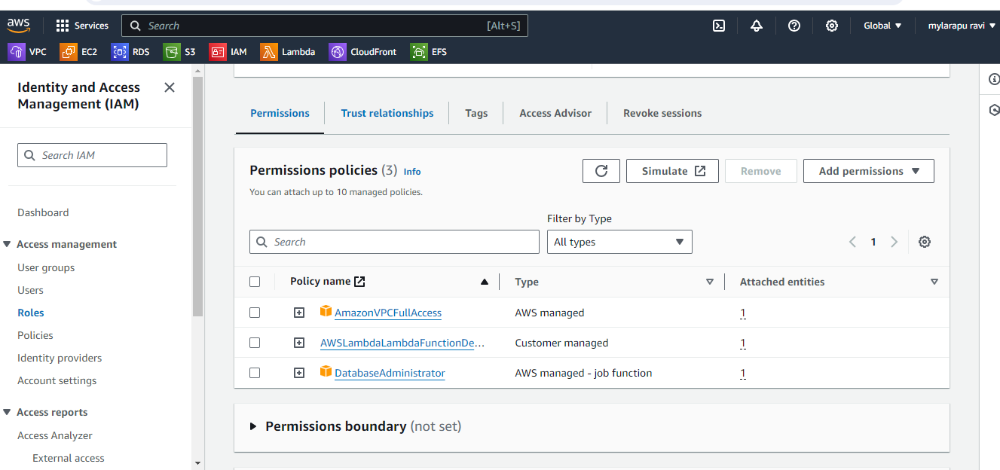 aws Services Search [Alt+S] Global mylarapu ravi
VPC EC2 RDS S3 IAM Lambda CloudFront EFS
Identity and Access
Management (IAM)
Search IAM
Dashboard
Access management
User groups
Users
Roles
Policies
Identity providers
Account settings
Access reports
Access Analyzer
External access
Permissions Trust relationships Tags Access Advisor Revoke sessions
Permissions policies (3) Info
Simulate Remove Add permissions
You can attach up to 10 managed policies.
Filter by Type
Search All types 1
Policy name Type Attached entities
AmazonVPCFullAccess AWS managed 1
AWSLambdaLambdaFunctionDe... Customer managed 1
DatabaseAdministrator AWS managed - job function 1
Permissions boundary (not set)